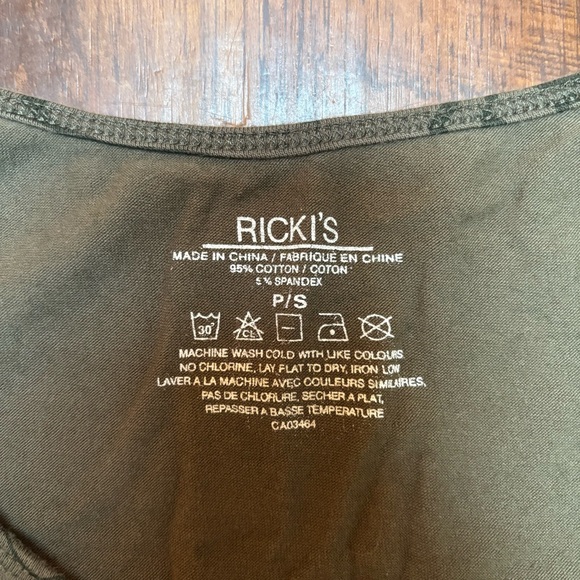 RICKI'S
MADE IN CHINA / FABRIQUE EN CHINE
95% COTTON / COTON
5% SPANDEX
P/S
30° CL
MACHINE WASH COLD WITH LIKE COLOURS
NO CHLORINE, LAY FLAT TO DRY, IRON LOW
LAVER A LA MACHINE AVEC COULEURS SIMILAIRES,
PAS DE CHLORURE, SECHER A PLAT,
REPASSER A BASSE TEMPERATURE
CA03464